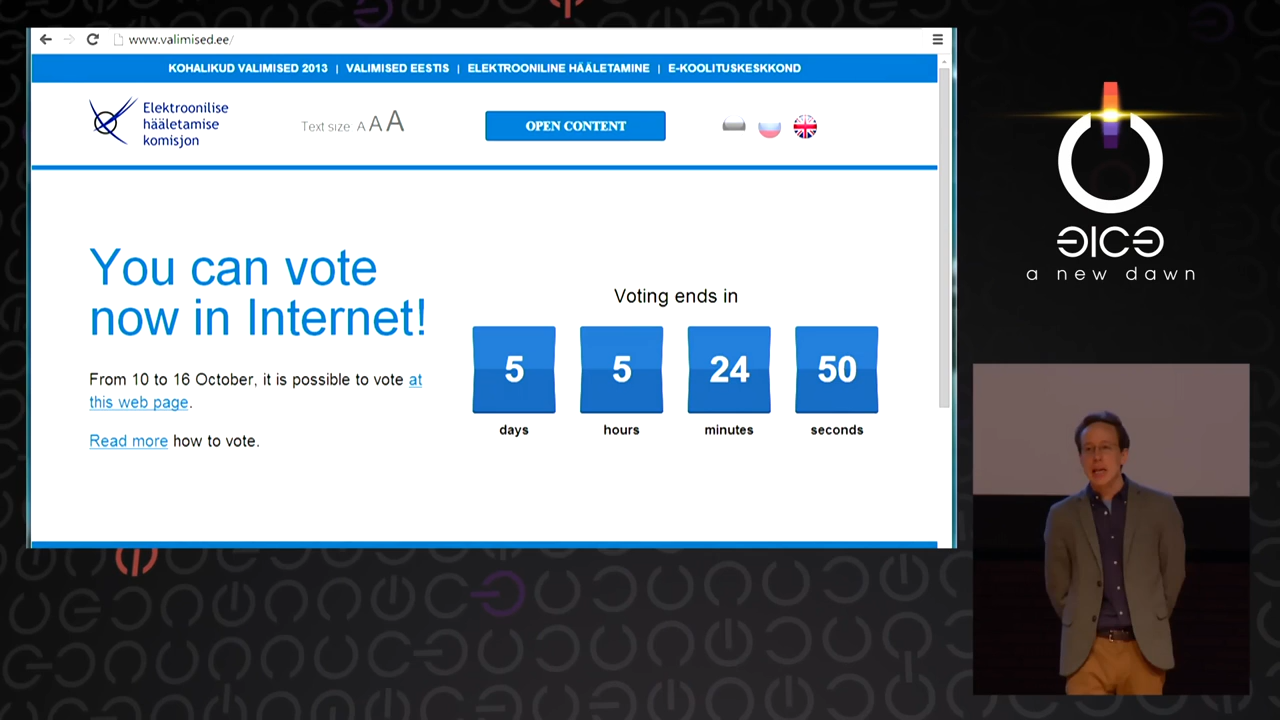 www.valimised.ee/
KOHALIKUD VALIMISED 2013 | VALIMISED EESTIS | ELEKTROONILINE HÄÄLETAMINE | E-KOOLITUSKESKKOND
Elektroonilise
hääletamise
komisjon
Text size A A A
OPEN CONTENT
You can vote
now in Internet!
From 10 to 16 October, it is possible to vote at
this web page.
Read more how to vote.
Voting ends in
5 5 24 50
days hours minutes seconds
a new dawn